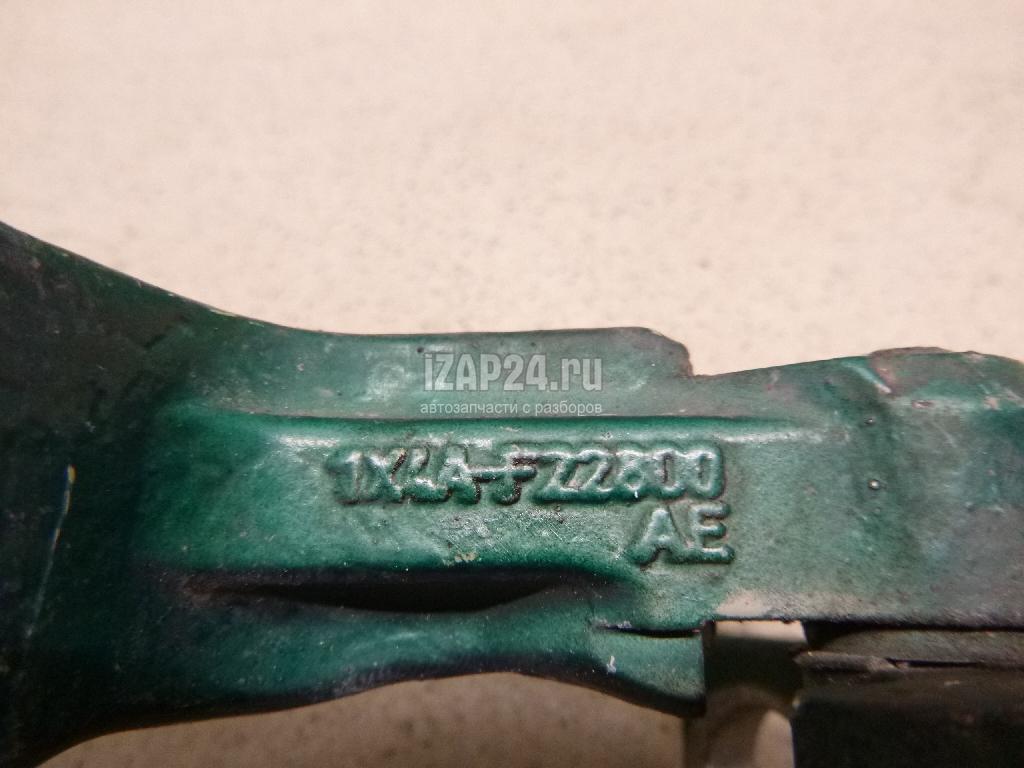 iZAP24.ru
автозапчасти с разборов
1X4A-F22800
AE